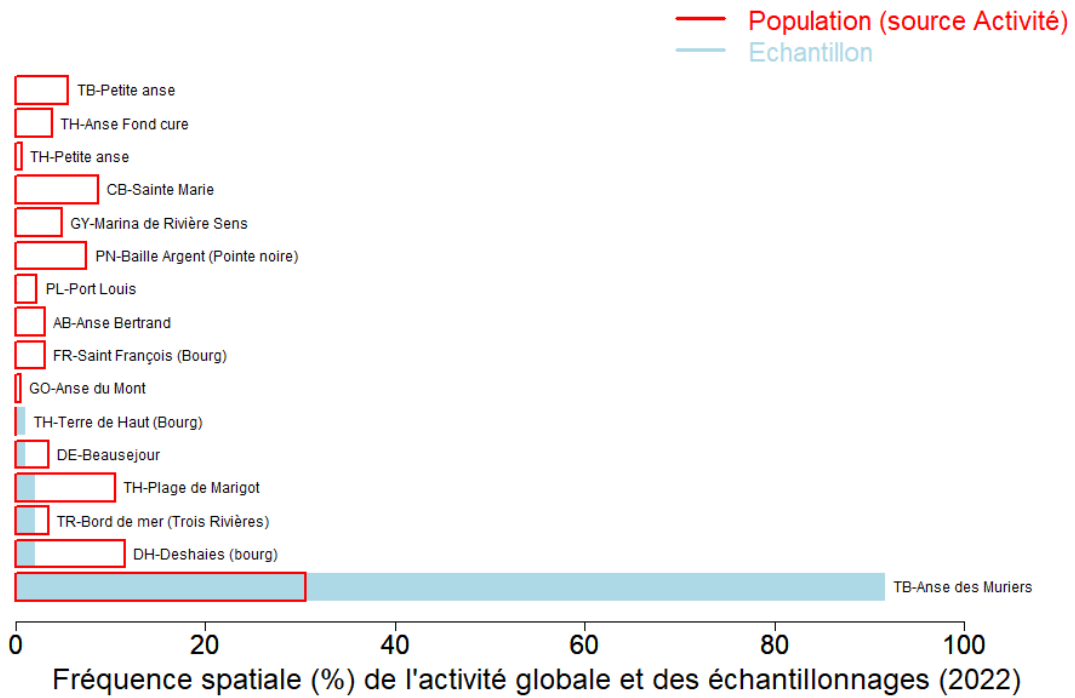 Population (source Activité)
Echantillon
TB-Petite anse
TH-Anse Fond cure
TH-Petite anse
CB-Sainte Marie
GY-Marina de Rivière Sens
PN-Baille Argent (Pointe noire)
PL-Port Louis
AB-Anse Bertrand
FR-Saint François (Bourg)
GO-Anse du Mont
TH-Terre de Haut (Bourg)
DE-Beausejour
TH-Plage de Marigot
TR-Bord de mer (Trois Rivières)
DH-Deshaies (bourg)
TB-Anse des Muriers
0 20 40 60 80 100
Fréquence spatiale (%) de l'activité globale et des échantillonnages (2022)